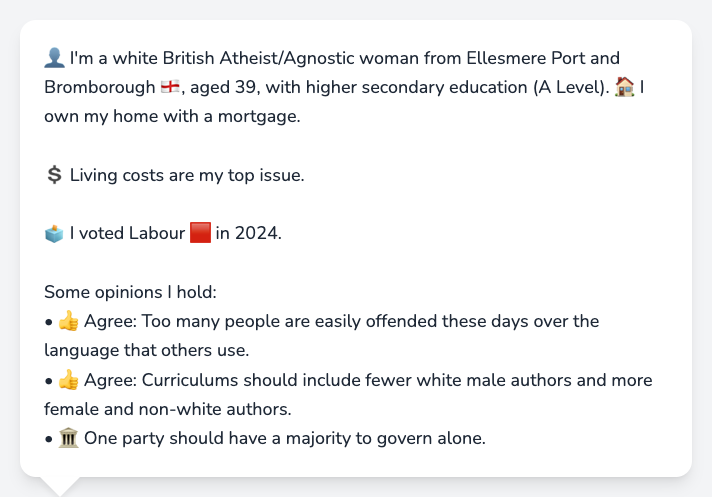 👤 I'm a white British Atheist/Agnostic woman from Ellesmere Port and
Bromborough 🏴󠁧󠁢󠁥󠁮󠁧󠁿, aged 39, with higher secondary education (A Level). 🏠 I
own my home with a mortgage.
💲 Living costs are my top issue.
🗳️ I voted Labour 🟥 in 2024.
Some opinions I hold:
• 👍 Agree: Too many people are easily offended these days over the
language that others use.
• 👍 Agree: Curriculums should include fewer white male authors and more
female and non-white authors.
• 🏛️ One party should have a majority to govern alone.